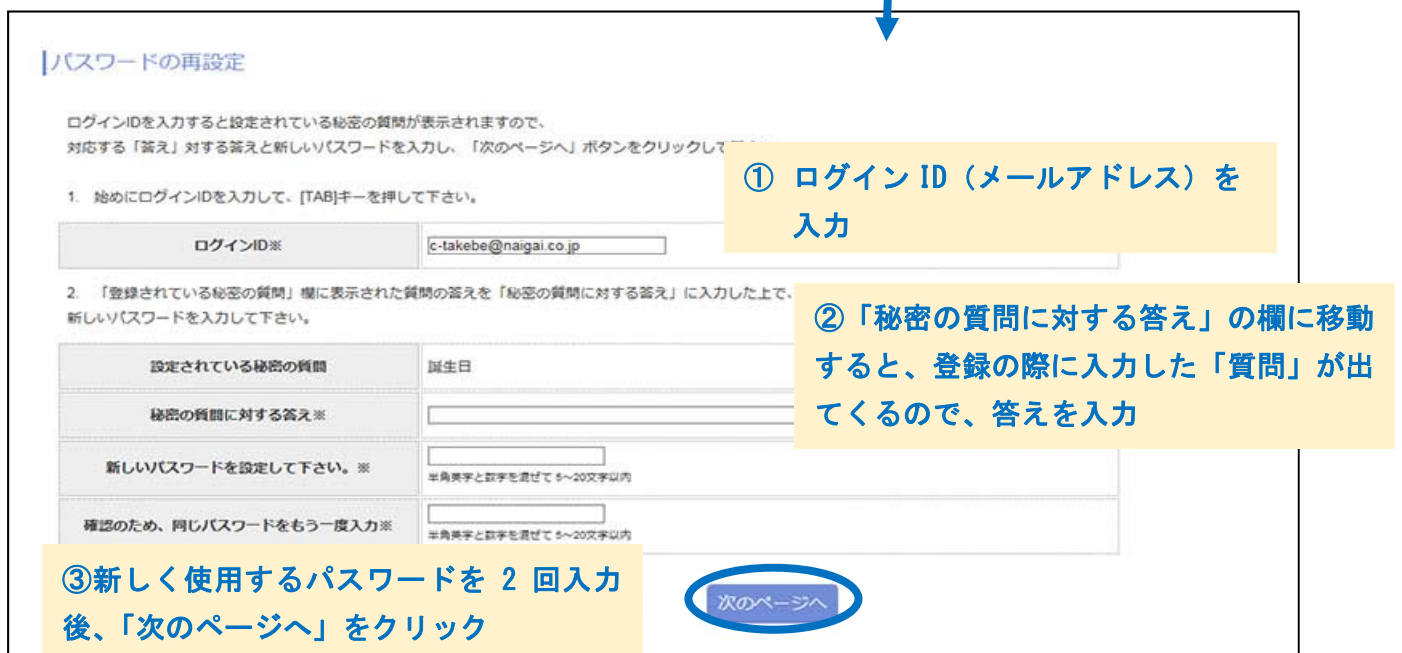 パスワードの再設定
ログインIDを入力すると設定されている秘密の質問が表示されますので、
対応する「答え」対する答えと新しいパスワードを入力し、「次のページへ」ボタンをクリックして
① ログイン ID（メールアドレス）を
入力
1. 始めにログインIDを入力して、[TAB]キーを押して下さい。
ログインID※
c-takebe@naigai.co.jp
2. 「登録されている秘密の質問」欄に表示された質問の答えを「秘密の質問に対する答え」に入力した上で、
新しいパスワードを入力して下さい。
②「秘密の質問に対する答え」の欄に移動
すると、登録の際に入力した「質問」が出
てくるので、答えを入力
設定されている秘密の質問
誕生日
秘密の質問に対する答え※
新しいパスワードを設定して下さい。※
半角英字と数字を混ぜて 5～20文字以内
確認のため、同じパスワードをもう一度入力※
半角英字と数字を混ぜて 5～20文字以内
③新しく使用するパスワードを 2 回入力
後、「次のページへ」をクリック
次のページへ